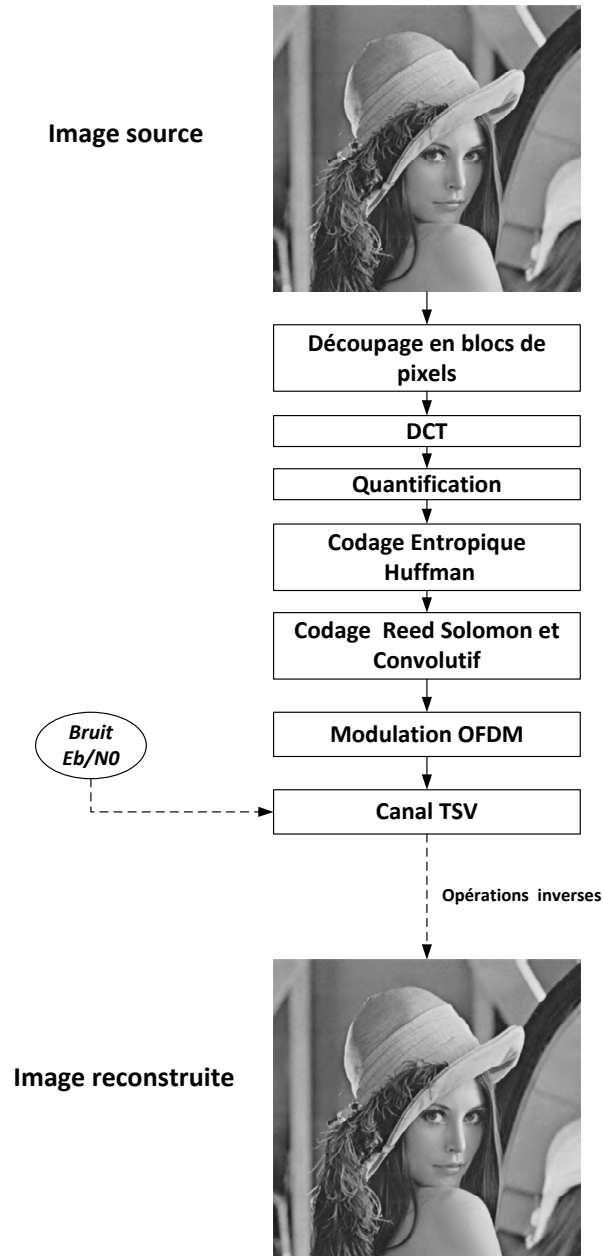 Image source
Découpage en blocs de
pixels
DCT
Quantification
Codage Entropique
Huffman
Codage Reed Solomon et
Convolutif
Modulation OFDM
Bruit
Eb/N0
Canal TSV
Opérations inverses
Image reconstruite